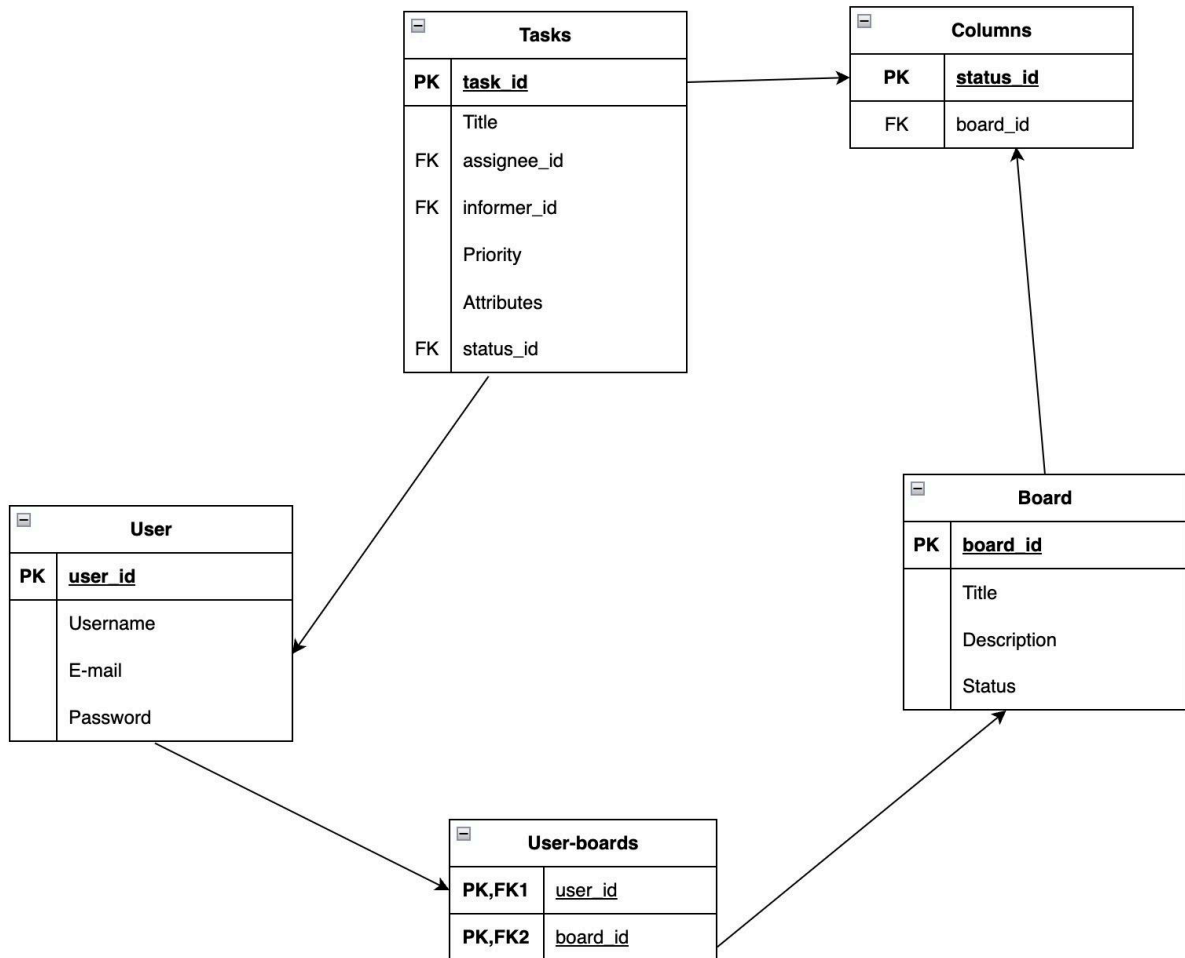 Tasks
PK task_id
Title
FK assignee_id
FK informer_id
Priority
Attributes
FK status_id
Columns
PK status_id
FK board_id
User
PK user_id
Username
E-mail
Password
Board
PK board_id
Title
Description
Status
User-boards
PK,FK1 user_id
PK,FK2 board_id